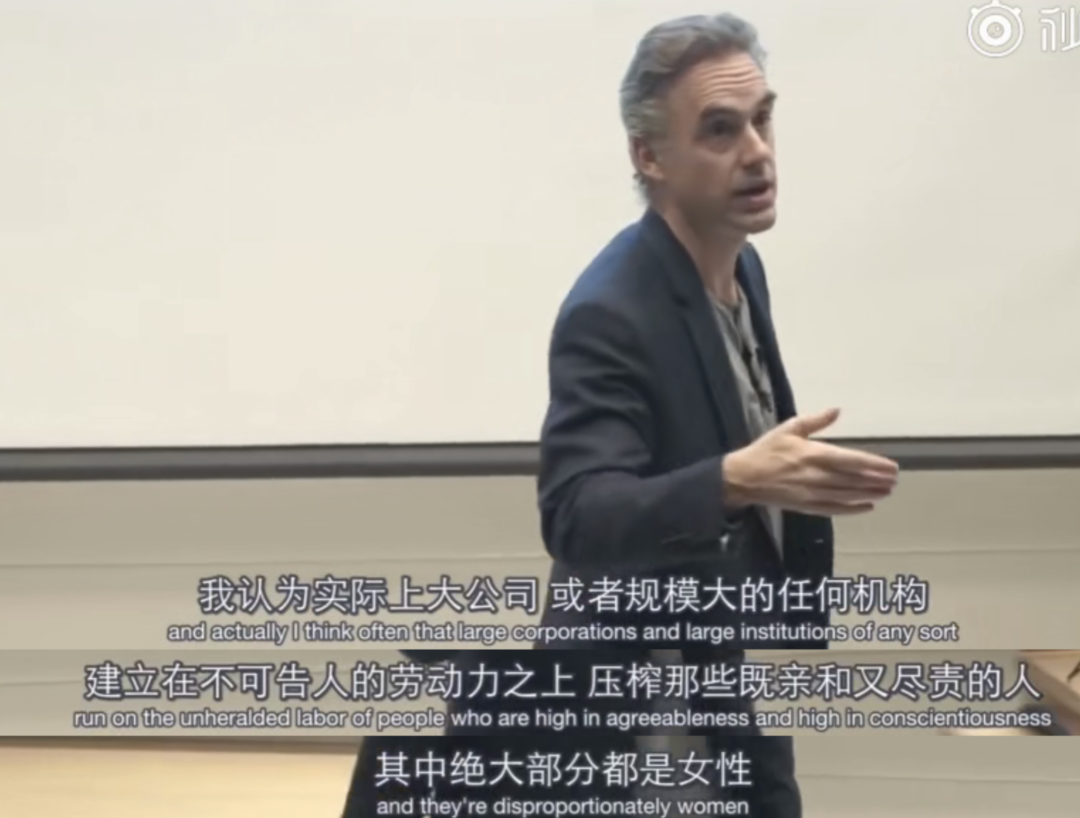 秒
我认为实际上大公司 或者规模大的任何机构
and actually I think often that large corporations and large institutions of any sort
建立在不可告人的劳动力之上 压榨那些既亲和又尽责的人
run on the unheralded labor of people who are high in agreeableness and high in conscientiousness
其中绝大部分都是女性
and they're disproportionately women